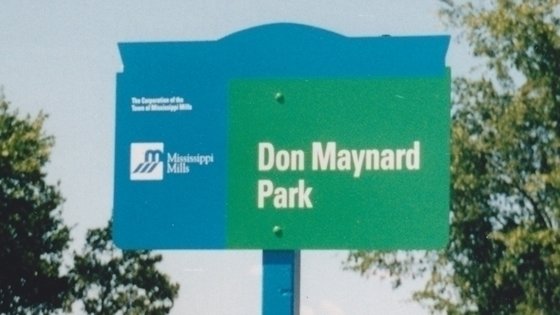 The Corporation of the
Town of Mississippi Mills
Mississippi
Mills
Don Maynard
Park